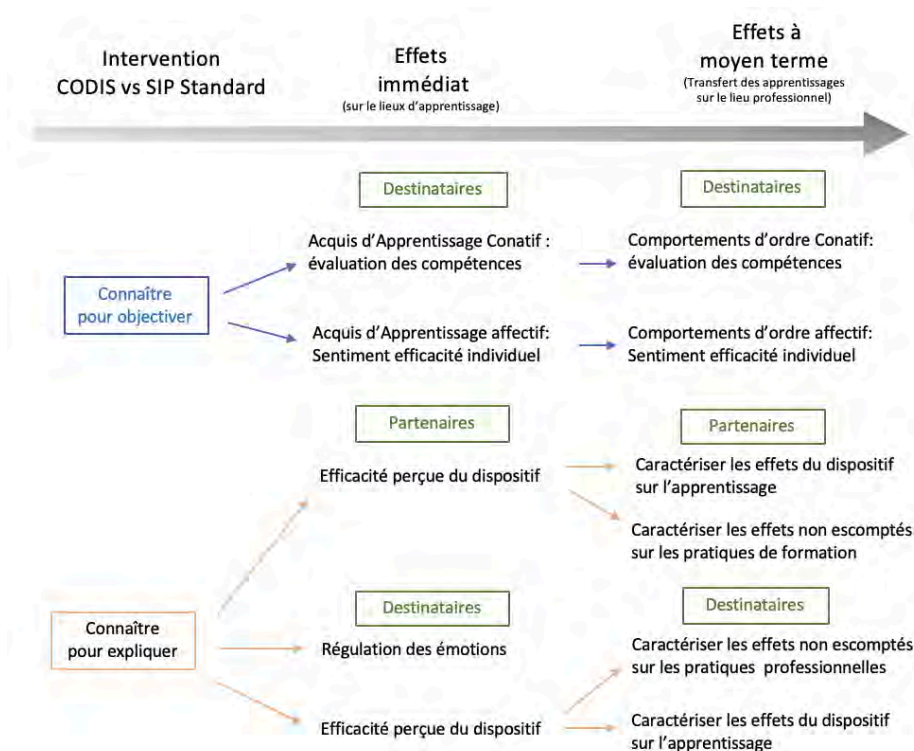 Intervention
CODIS vs SIP Standard
Effets
immédiat
(sur le lieux d'apprentissage)
Effets à
moyen terme
(Transfert des apprentissages
sur le lieu professionnel)
Destinataires
Destinataires
Acquis d'Apprentissage Conatif :
évaluation des compétences
Comportements d'ordre Conatif:
évaluation des compétences
Connaître
pour objectiver
Acquis d'Apprentissage affectif:
Sentiment efficacité individuel
Comportements d'ordre affectif:
Sentiment efficacité individuel
Partenaires
Partenaires
Efficacité perçue du dispositif
Caractériser les effets du dispositif
sur l'apprentissage
Caractériser les effets non escomptés
sur les pratiques de formation
Destinataires
Destinataires
Connaître
pour expliquer
Régulation des émotions
Caractériser les effets non escomptés
sur les pratiques professionnelles
Efficacité perçue du dispositif
Caractériser les effets du dispositif
sur l'apprentissage